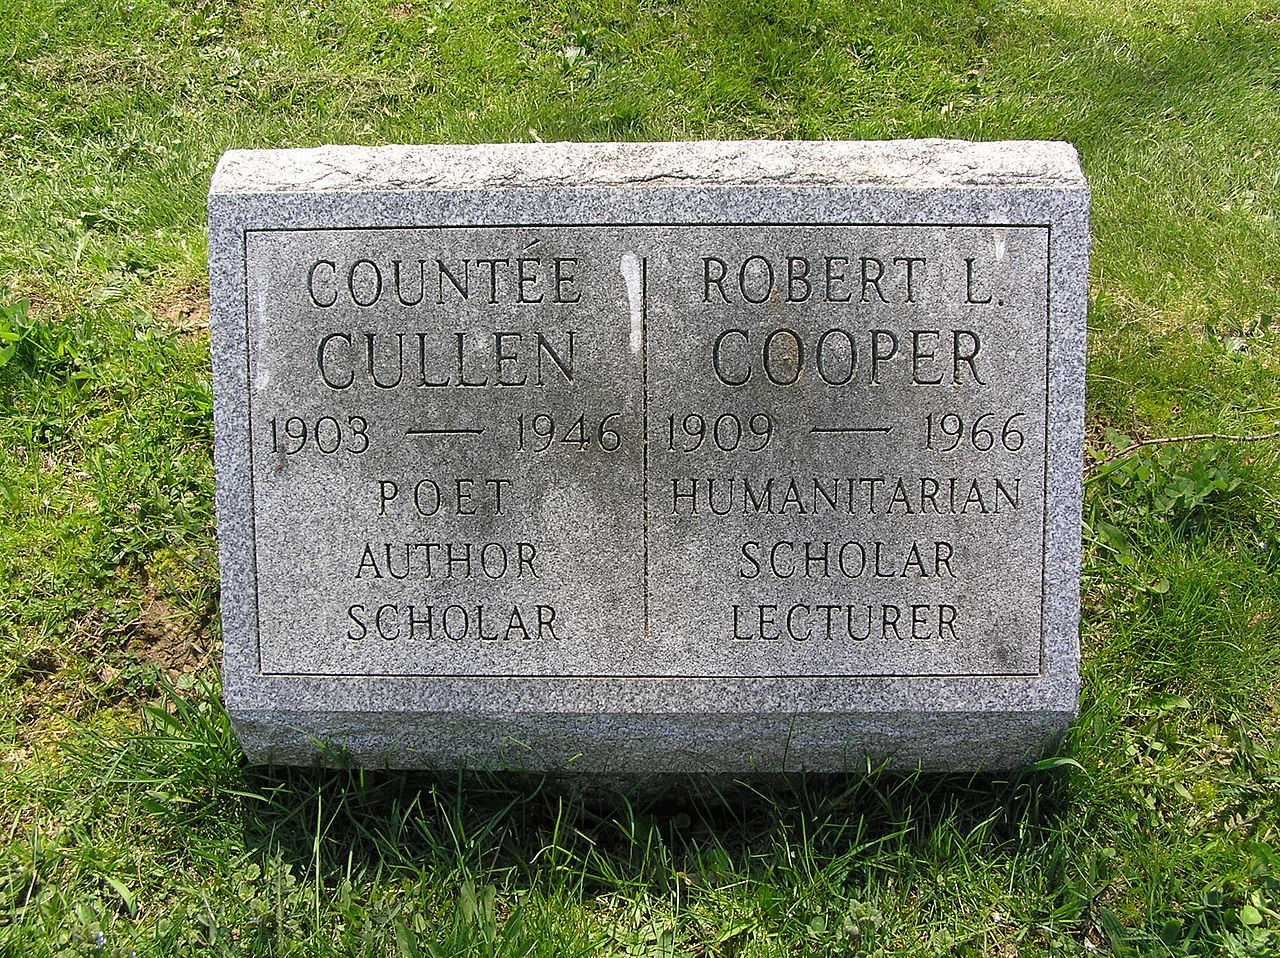 COUNTÉE
CULLEN
1903 — 1946
POET
AUTHOR
SCHOLAR
ROBERT L.
COOPER
1909 — 1966
HUMANITARIAN
SCHOLAR
LECTURER